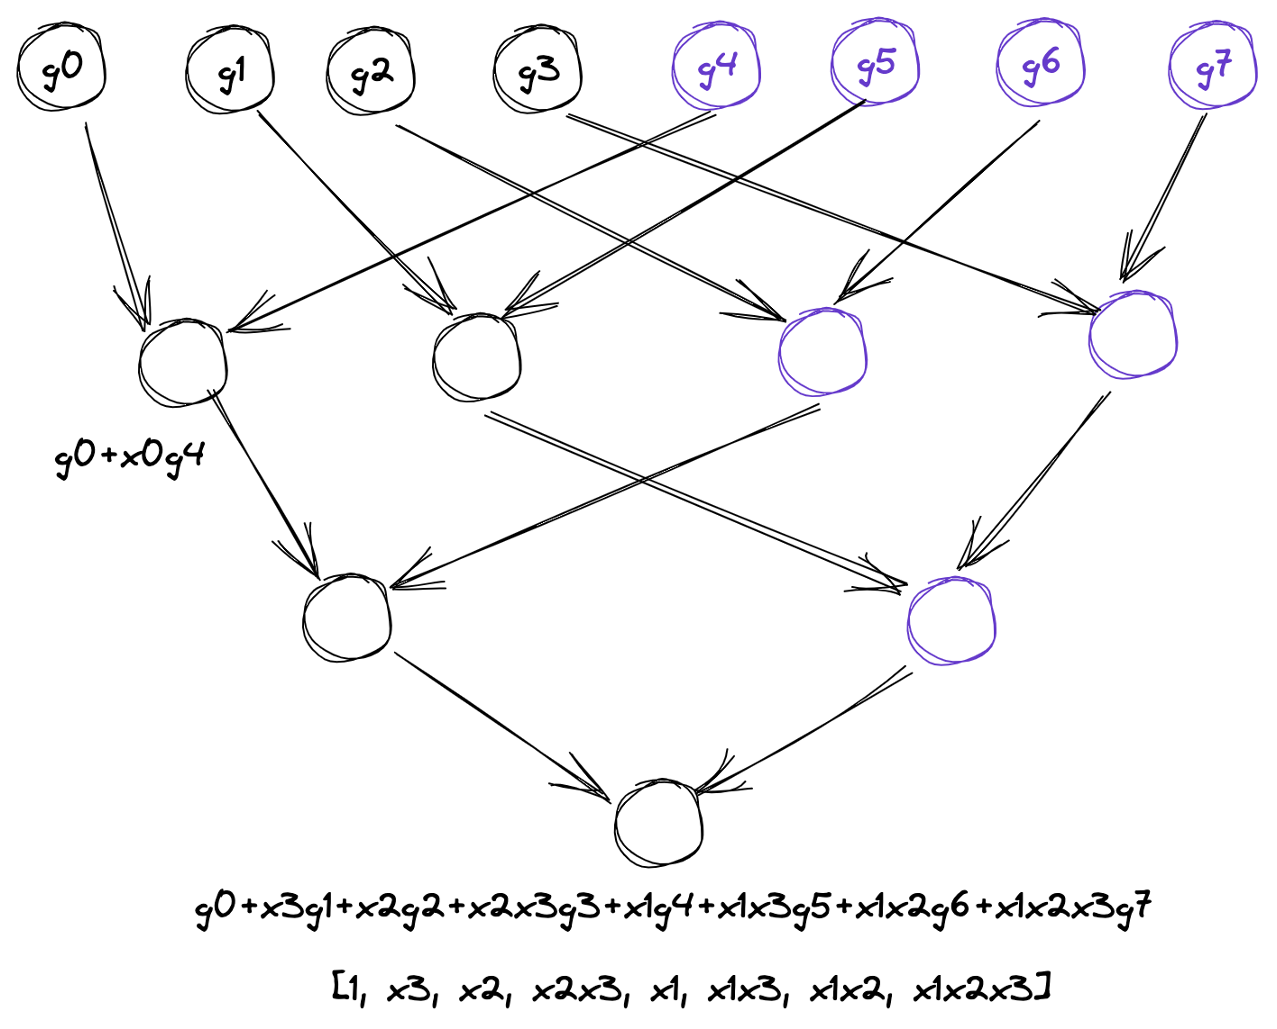 g0 g1 g2 g3 g4 g5 g6 g7
g0+x0g4
g0+x3g1+x2g2+x2x3g3+x1g4+x1x3g5+x1x2g6+x1x2x3g7
[1, x3, x2, x2x3, x1, x1x3, x1x2, x1x2x3]